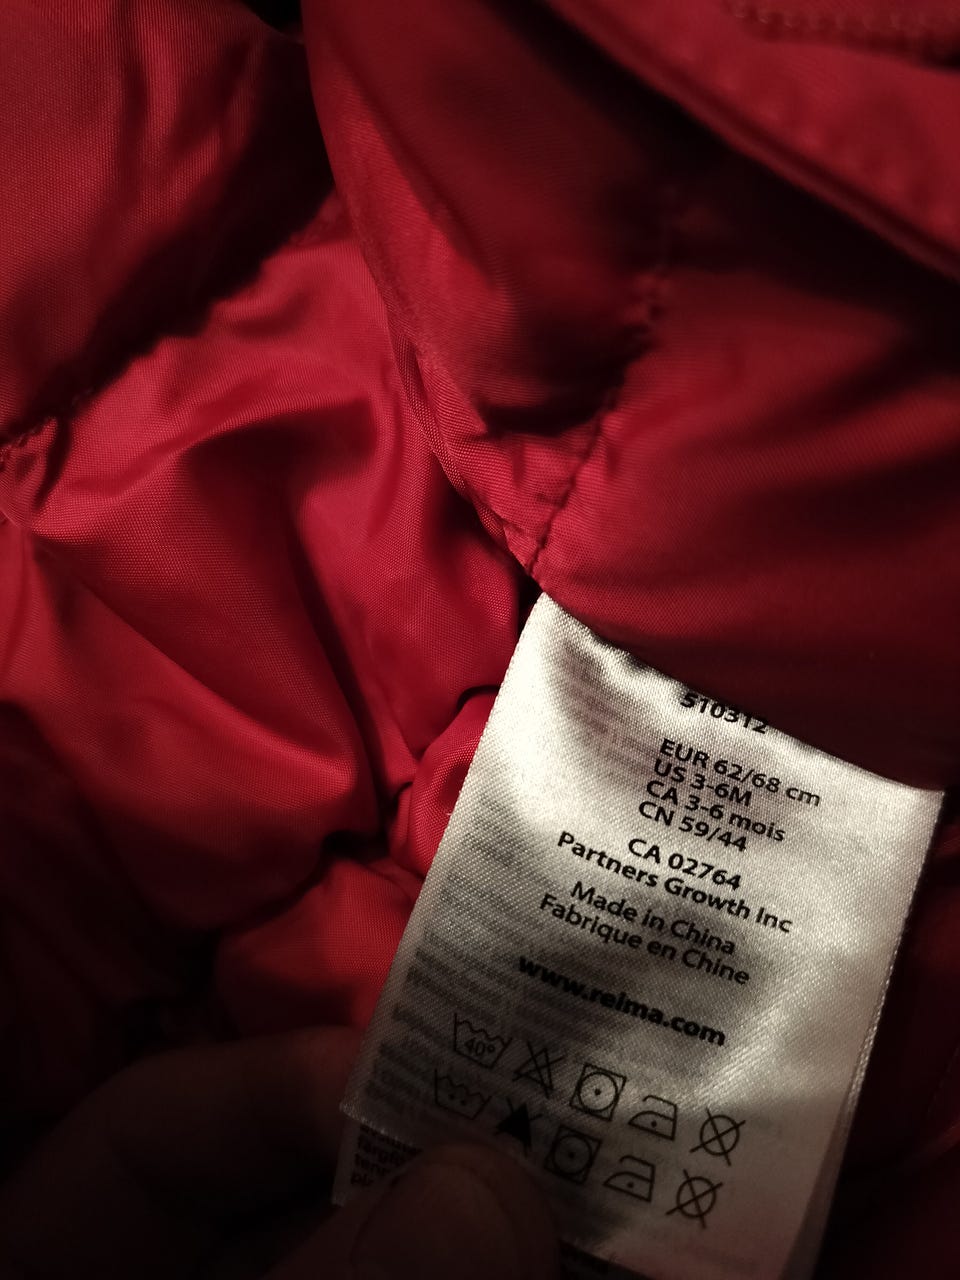 510312
EUR 62/68 cm
US 3-6M
CA 3-6 mois
CN 59/44
CA 02764
Partners Growth Inc
Made in China
Fabrique en Chine
www.reima.com
40°